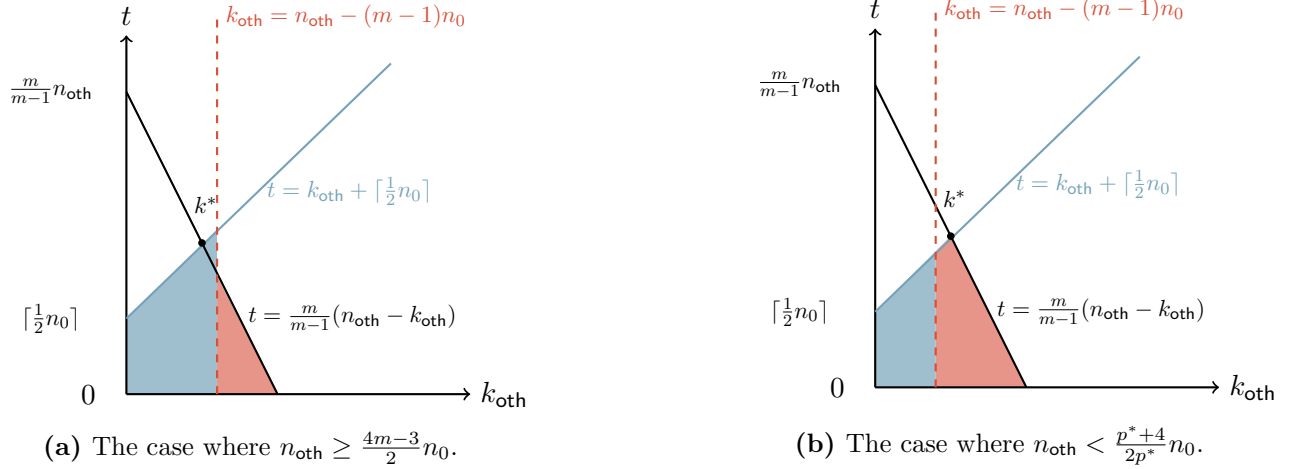 t
k_oth = n_oth − (m − 1)n_0
m/(m−1) n_oth
t = k_oth + ⌈1/2 n_0⌉
k*
⌈1/2 n_0⌉
t = m/(m−1) (n_oth − k_oth)
0
k_oth
(a) The case where n_oth ≥ (4m−3)/2 n_0.
t
k_oth = n_oth − (m − 1)n_0
m/(m−1) n_oth
t = k_oth + ⌈1/2 n_0⌉
k*
⌈1/2 n_0⌉
t = m/(m−1) (n_oth − k_oth)
0
k_oth
(b) The case where n_oth < (p*+4)/(2p*) n_0.